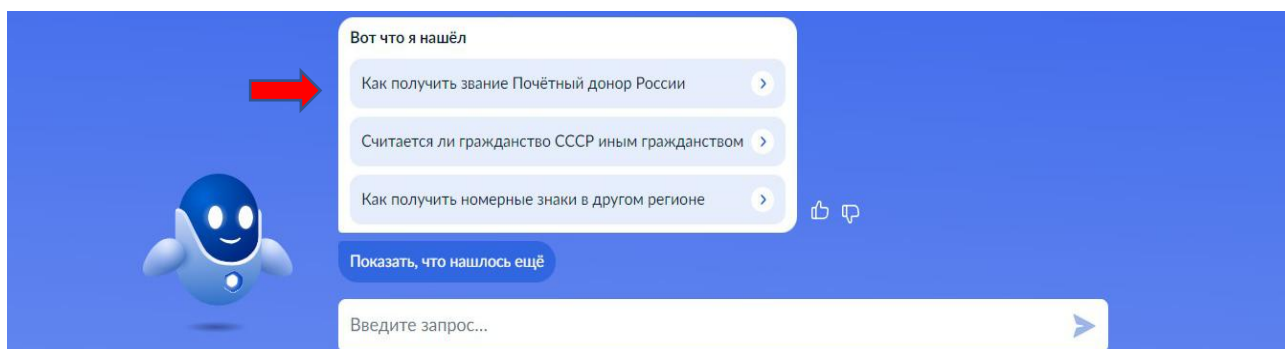 Вот что я нашёл
Как получить звание Почётный донор России
Считается ли гражданство СССР иным гражданством
Как получить номерные знаки в другом регионе
Показать, что нашлось ещё
Введите запрос...